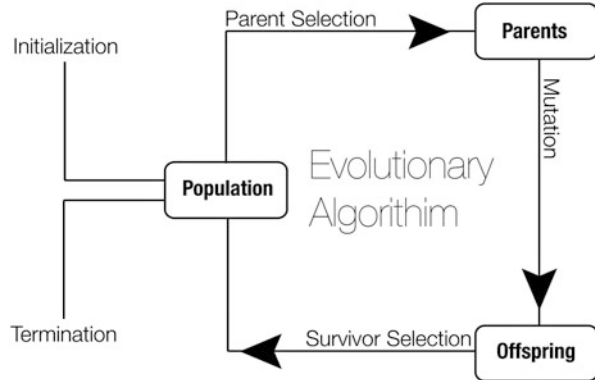 Parent Selection
Parents
Initialization
Mutation
Evolutionary
Algorithim
Population
Termination
Survivor Selection
Offspring